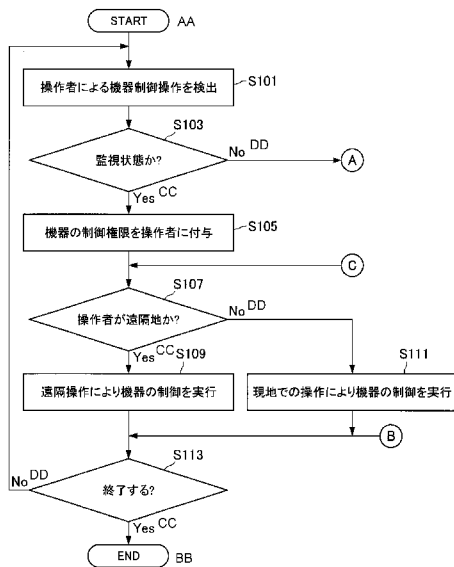 START AA
操作者による機器制御操作を検出 S101
S103
監視状態か? No DD A
Yes CC
機器の制御権限を操作者に付与 S105
C
S107
操作者が遠隔地か? No DD
Yes CC S109 S111
遠隔操作により機器の制御を実行 現地での操作により機器の制御を実行
B
S113
No DD 終了する?
Yes CC
END BB